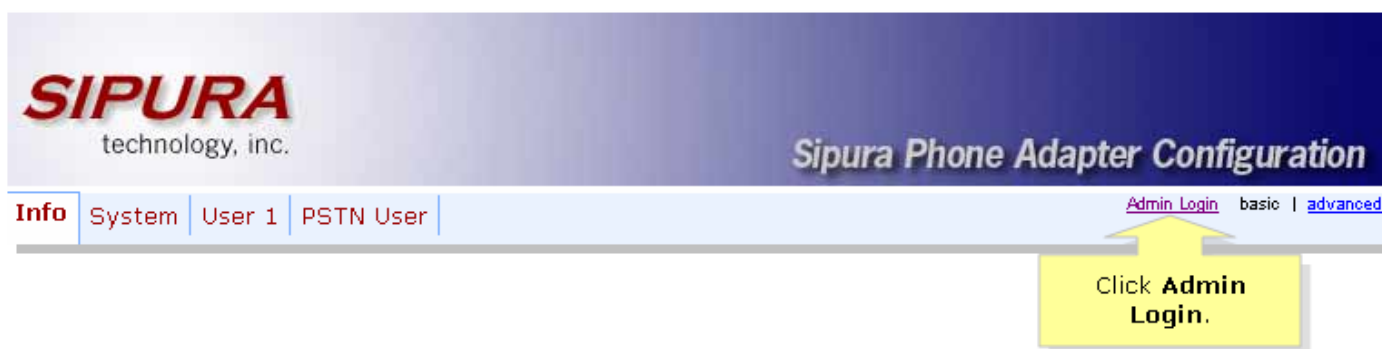 SIPURA
technology, inc.
Sipura Phone Adapter Configuration
Info System User 1 PSTN User Admin Login basic | advanced
Click Admin
Login.